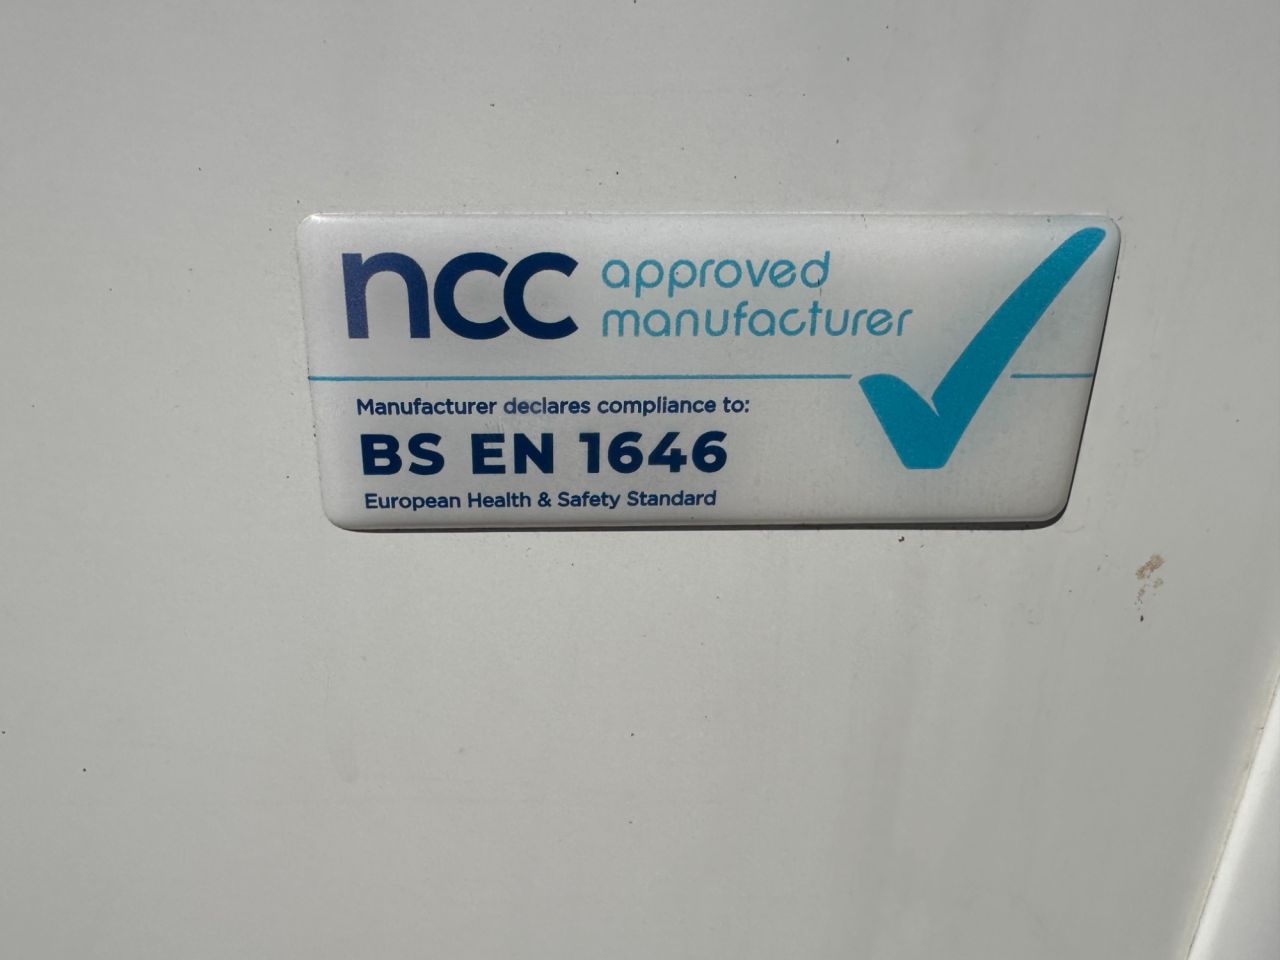 ncc approved
manufacturer
Manufacturer declares compliance to:
BS EN 1646
European Health & Safety Standard